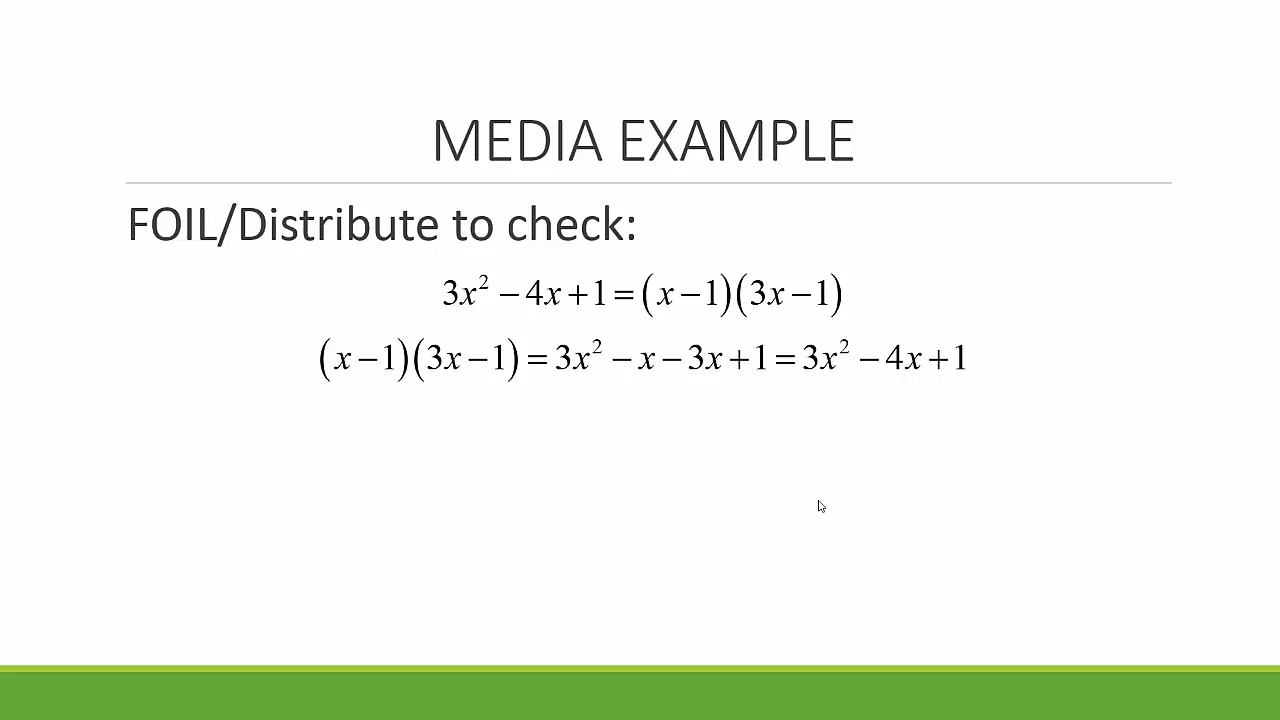 MEDIA EXAMPLE
FOIL/Distribute to check:
3x² − 4x + 1 = (x − 1)(3x − 1)
(x − 1)(3x − 1) = 3x² − x − 3x + 1 = 3x² − 4x + 1